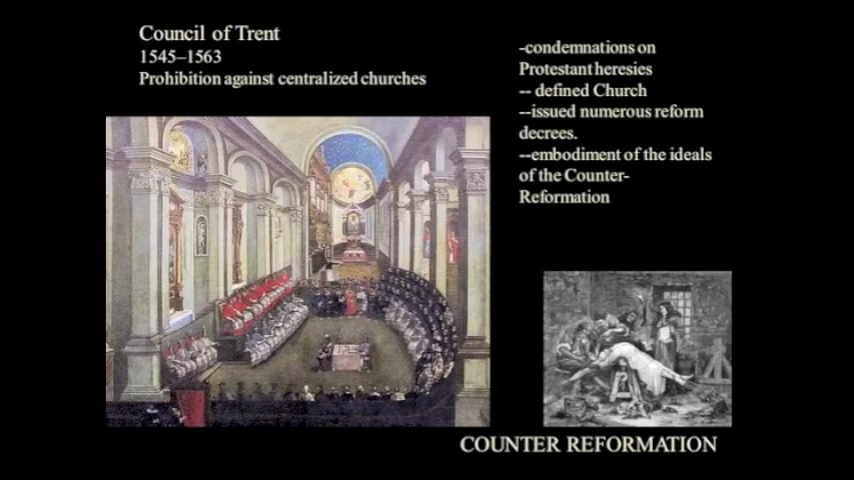 Council of Trent
1545–1563
Prohibition against centralized churches
-condemnations on
Protestant heresies
-- defined Church
--issued numerous reform
decrees.
--embodiment of the ideals
of the Counter-
Reformation
COUNTER REFORMATION